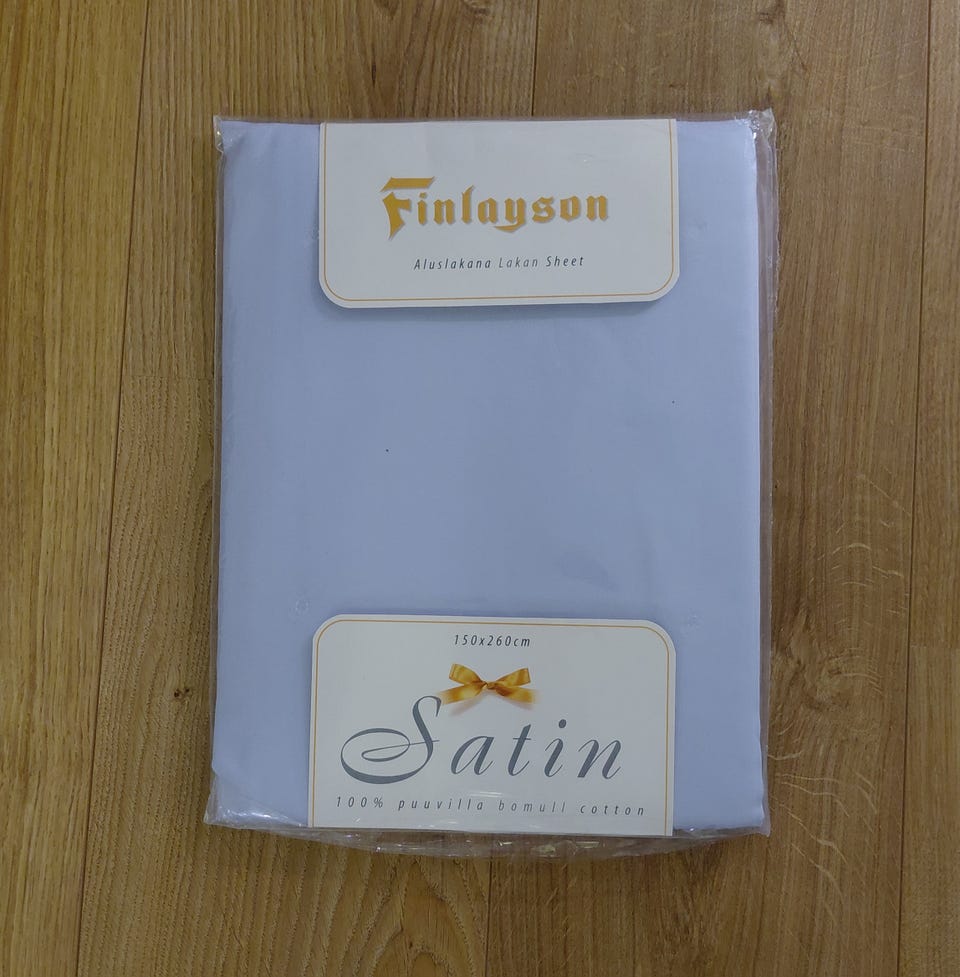 Finlayson
Aluslakana Lakan Sheet
150x260cm
Satin
100% puuvilla bomull cotton